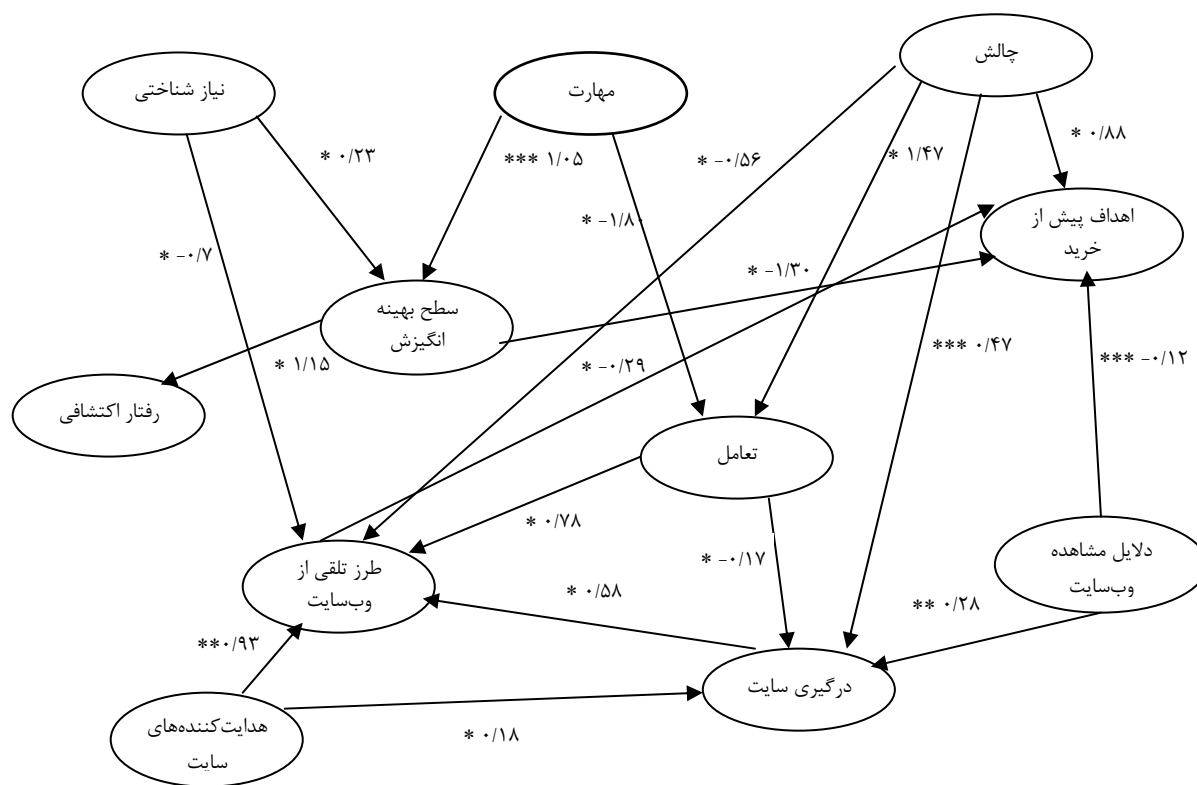 چالش
نیاز شناختی
مهارت
* ۰/۸۸
* ۰/۲۳
*** ۱/۰۵
* -۰/۵۶
* ۱/۴۷
اهداف پیش از
خرید
* -۱/۸۰
* -۰/۷
* -۱/۳۰
سطح بهینه
انگیزش
*** ۰/۴۷
*** -۰/۱۲
* -۰/۲۹
* ۱/۱۵
رفتار اکتشافی
تعامل
* ۰/۷۸
دلایل مشاهده
وب‌سایت
* -۰/۱۷
طرز تلقی از
وب‌سایت
* ۰/۵۸
** ۰/۲۸
**۰/۹۳
درگیری سایت
هدایت‌کننده‌های
سایت
* ۰/۱۸